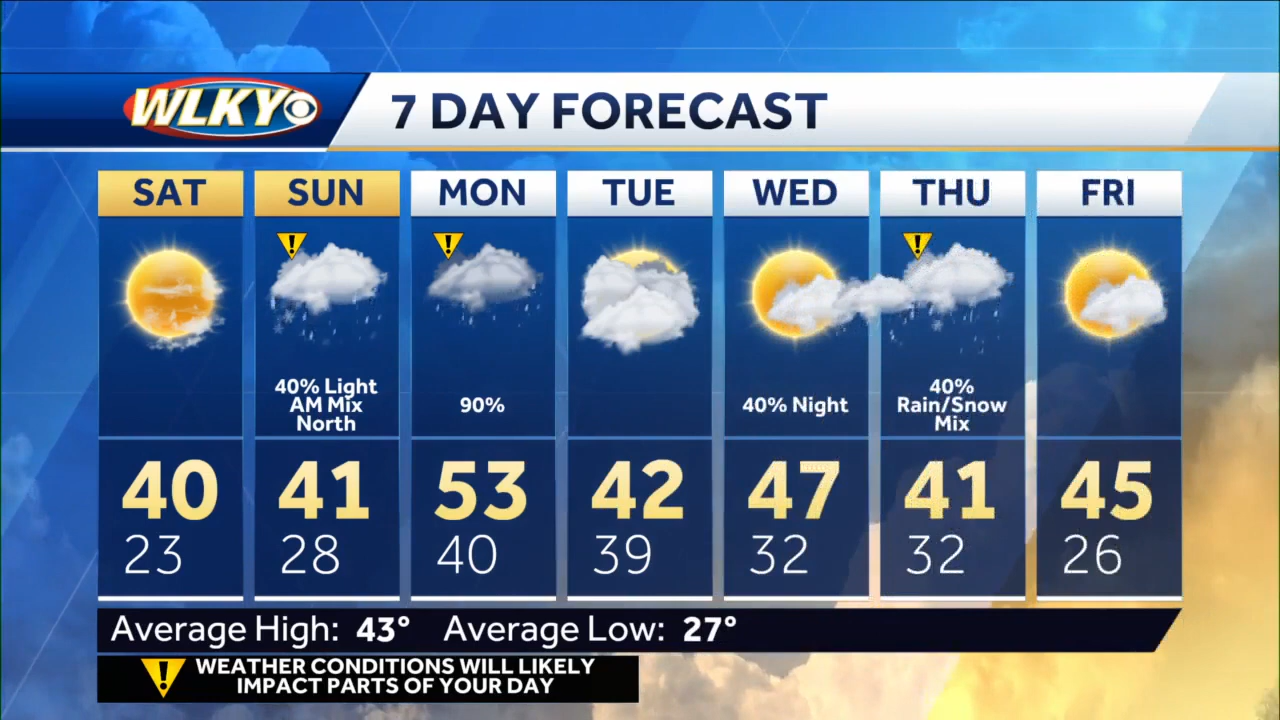 WLKY
7 DAY FORECAST
SAT
SUN
MON
TUE
WED
THU
FRI
!
!
!
40% Light
AM Mix
North
90%
40% Night
40%
Rain/Snow
Mix
40
41
53
42
47
41
45
23
28
40
39
32
32
26
Average High: 43° Average Low: 27°
!
WEATHER CONDITIONS WILL LIKELY
IMPACT PARTS OF YOUR DAY